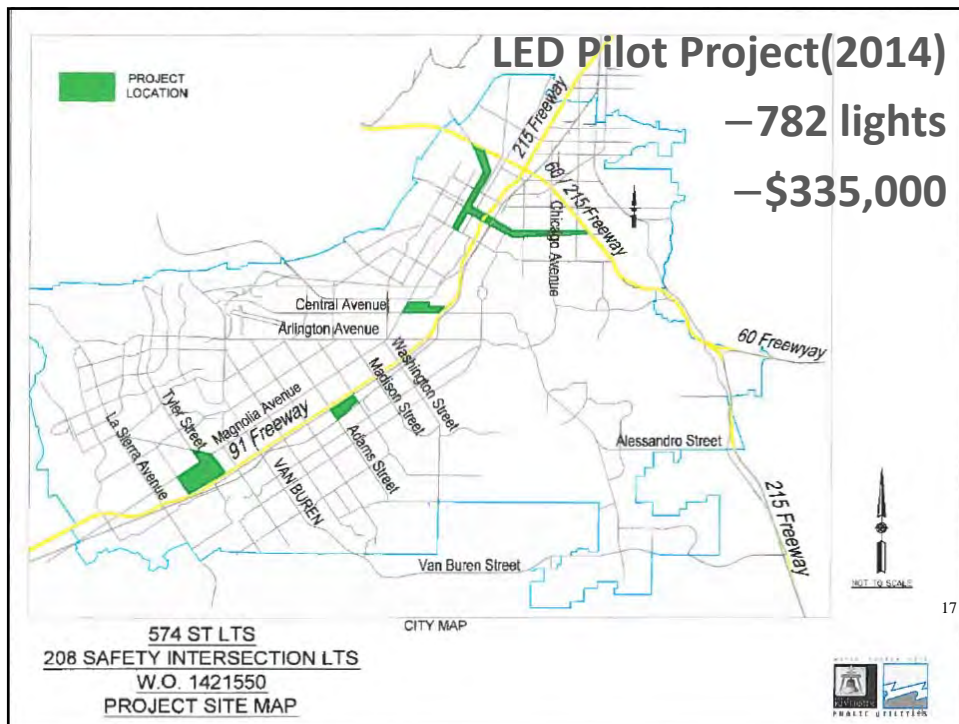 LED Pilot Project(2014)
–782 lights
–$335,000
PROJECT
LOCATION
215 Freeway
60 / 215 Freeway
Chicago Avenue
Central Avenue
Arlington Avenue
Washington Street
Madison Street
60 Freewyay
Magnolia Avenue
Tyler Street
91 Freeway
La Sierra Avenue
Adams Street
Alessandro Street
VAN BUREN
215 Freeway
Van Buren Street
NOT TO SCALE
17
CITY MAP
574 ST LTS
208 SAFETY INTERSECTION LTS
W.O. 1421550
PROJECT SITE MAP
PUBLIC UTILITIES